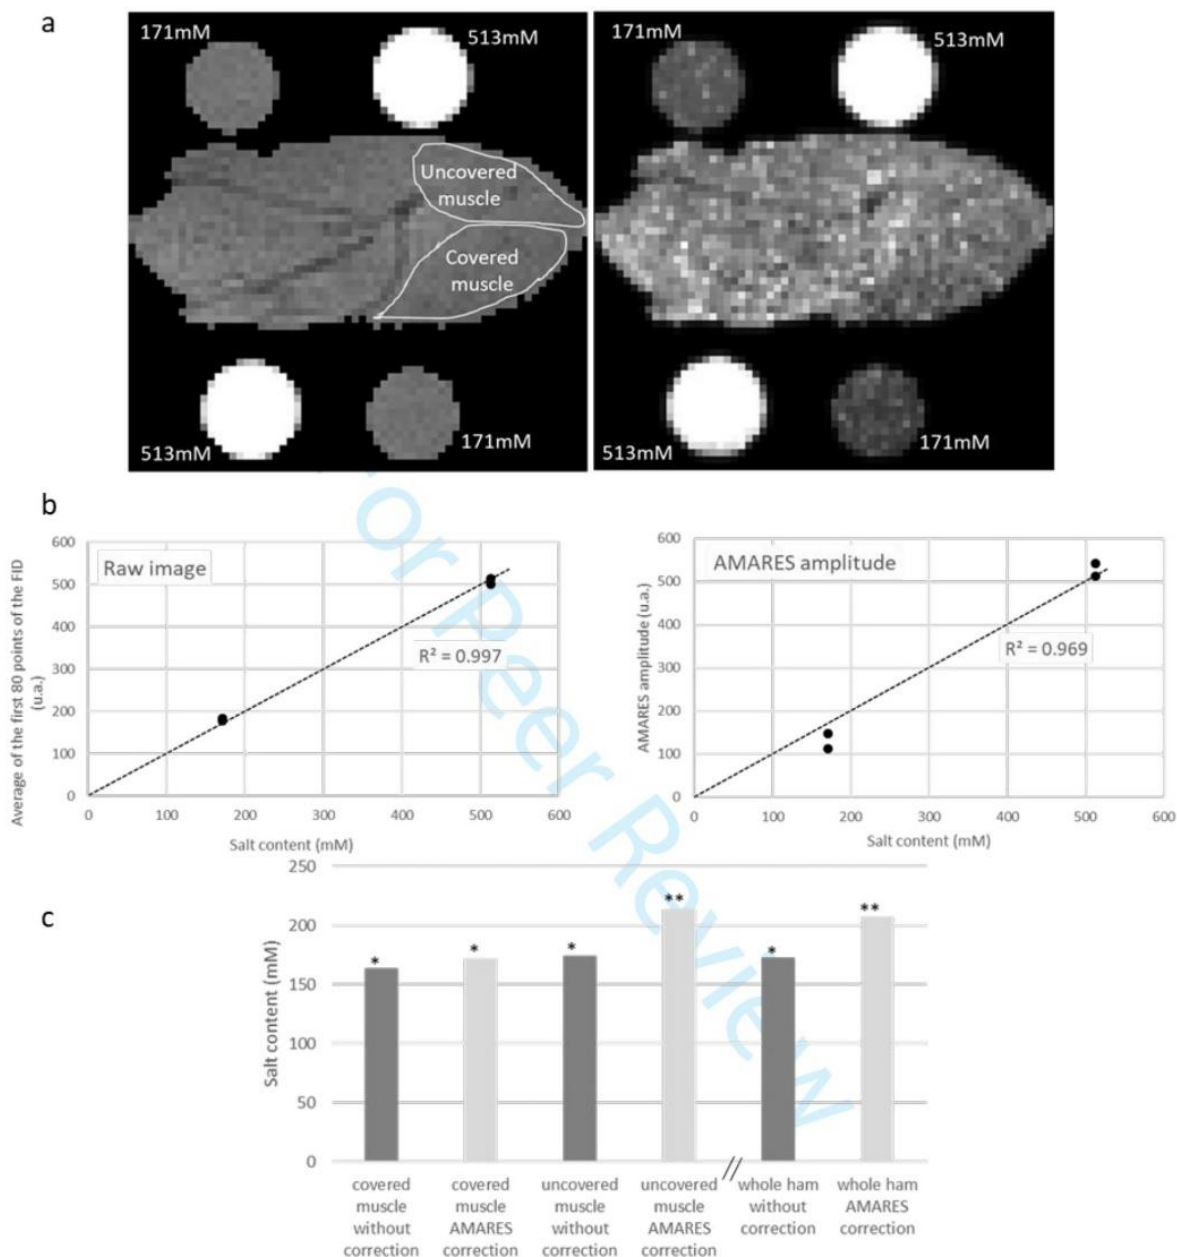 a
171mM
513mM
Uncovered
muscle
Covered
muscle
513mM
171mM
171mM
513mM
513mM
171mM
b
Average of the first 80 points of the FID
(u.a.)
600
500
400
300
200
100
0
Raw image
R² = 0.997
0 100 200 300 400 500 600
Salt content (mM)
AMARES amplitude (u.a.)
600
500
400
300
200
100
0
AMARES amplitude
R² = 0.969
0 100 200 300 400 500 600
Salt content (mM)
c
Salt content (mM)
250
200
150
100
50
0
* * * ** * **
//
covered
muscle
without
correction
covered
muscle
AMARES
correction
uncovered
muscle
without
correction
uncovered
muscle
AMARES
correction
whole ham
without
correction
whole ham
AMARES
correction
or Peer Review